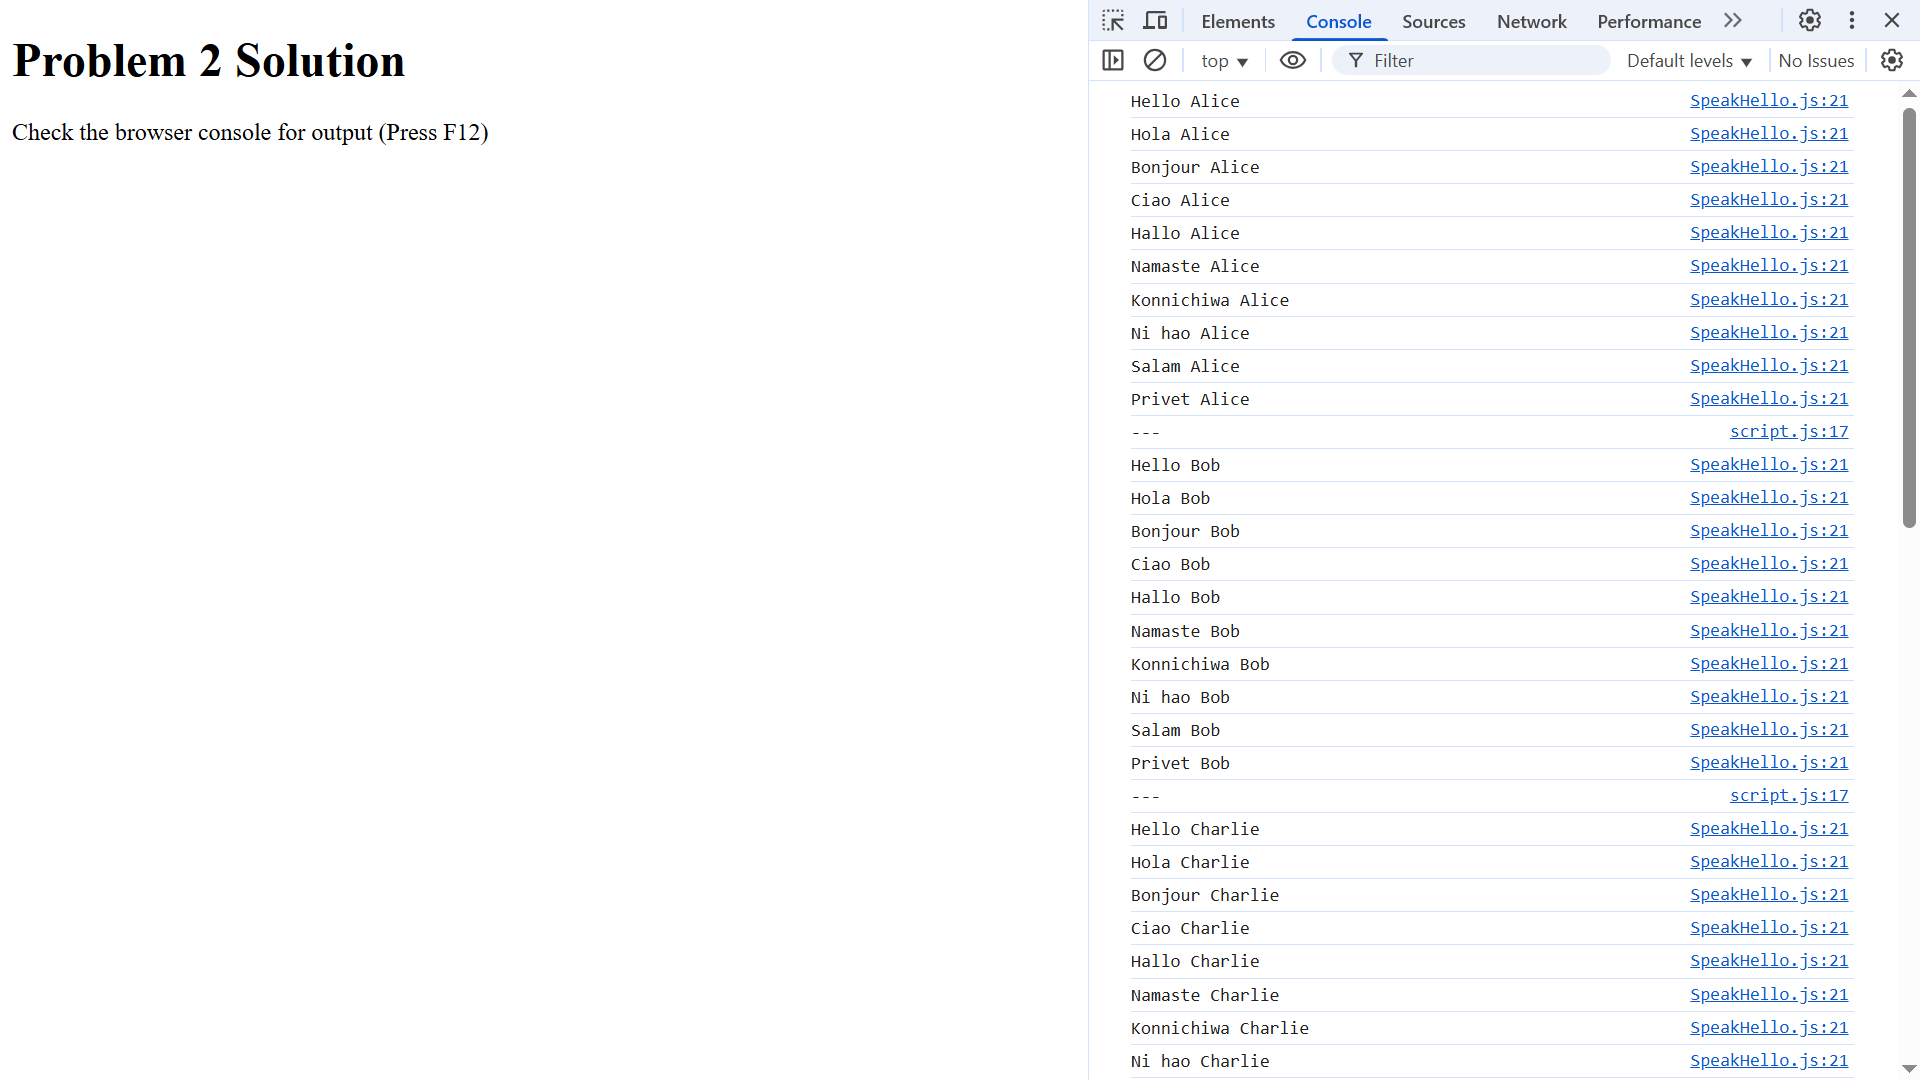 Problem 2 Solution
Check the browser console for output (Press F12)
Elements Console Sources Network Performance
top Filter Default levels No Issues
Hello Alice SpeakHello.js:21
Hola Alice SpeakHello.js:21
Bonjour Alice SpeakHello.js:21
Ciao Alice SpeakHello.js:21
Hallo Alice SpeakHello.js:21
Namaste Alice SpeakHello.js:21
Konnichiwa Alice SpeakHello.js:21
Ni hao Alice SpeakHello.js:21
Salam Alice SpeakHello.js:21
Privet Alice SpeakHello.js:21
--- script.js:17
Hello Bob SpeakHello.js:21
Hola Bob SpeakHello.js:21
Bonjour Bob SpeakHello.js:21
Ciao Bob SpeakHello.js:21
Hallo Bob SpeakHello.js:21
Namaste Bob SpeakHello.js:21
Konnichiwa Bob SpeakHello.js:21
Ni hao Bob SpeakHello.js:21
Salam Bob SpeakHello.js:21
Privet Bob SpeakHello.js:21
--- script.js:17
Hello Charlie SpeakHello.js:21
Hola Charlie SpeakHello.js:21
Bonjour Charlie SpeakHello.js:21
Ciao Charlie SpeakHello.js:21
Hallo Charlie SpeakHello.js:21
Namaste Charlie SpeakHello.js:21
Konnichiwa Charlie SpeakHello.js:21
Ni hao Charlie SpeakHello.js:21